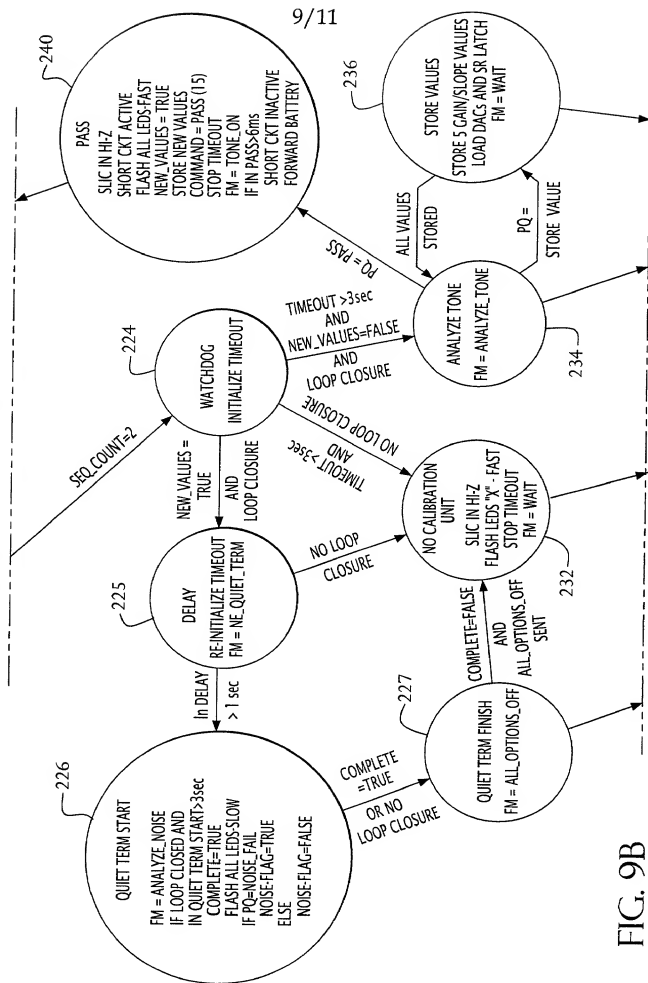 9/11
SEQ_COUNT=2
240
PASS
SLIC IN HI-Z
SHORT CKT ACTIVE
FLASH ALL LEDS-FAST
NEW_VALUES = TRUE
STORE NEW VALUES
COMMAND = PASS (15)
STOP TIMEOUT
FM = TONE_ON
IF IN PASS>6ms
SHORT CKT INACTIVE
FORWARD BATTERY
224
WATCHDOG
INITIALIZE TIMEOUT
NEW_VALUES =
TRUE
AND
LOOP CLOSURE
TIMEOUT >3sec
AND
NO LOOP CLOSURE
TIMEOUT >3sec
AND
NEW_VALUES=FALSE
AND
LOOP CLOSURE
PQ = PASS
236
STORE VALUES
STORE 5 GAIN/SLOPE VALUES
LOAD DACs AND SR LATCH
FM = WAIT
ALL VALUES
STORED
PQ =
STORE VALUE
ANALYZE TONE
FM = ANALYZE_TONE
234
225
DELAY
RE-INITIALIZE TIMEOUT
FM = NE_QUIET_TERM
In DELAY
> 1 sec
NO LOOP
CLOSURE
NO CALIBRATION
UNIT
SLIC IN HI-Z
FLASH LEDS "X" - FAST
STOP TIMEOUT
FM = WAIT
232
226
QUIET TERM START
FM = ANALYZE_NOISE
IF LOOP CLOSED AND
IN QUIET TERM START>3sec
COMPLETE=TRUE
FLASH ALL LEDS-SLOW
IF PQ=NOISE_FAIL
NOISE-FLAG=TRUE
ELSE
NOISE-FLAG=FALSE
COMPLETE
=TRUE
OR NO
LOOP CLOSURE
227
QUIET TERM FINISH
FM = ALL_OPTIONS_OFF
COMPLETE=FALSE
AND
ALL_OPTIONS_OFF
SENT
FIG. 9B